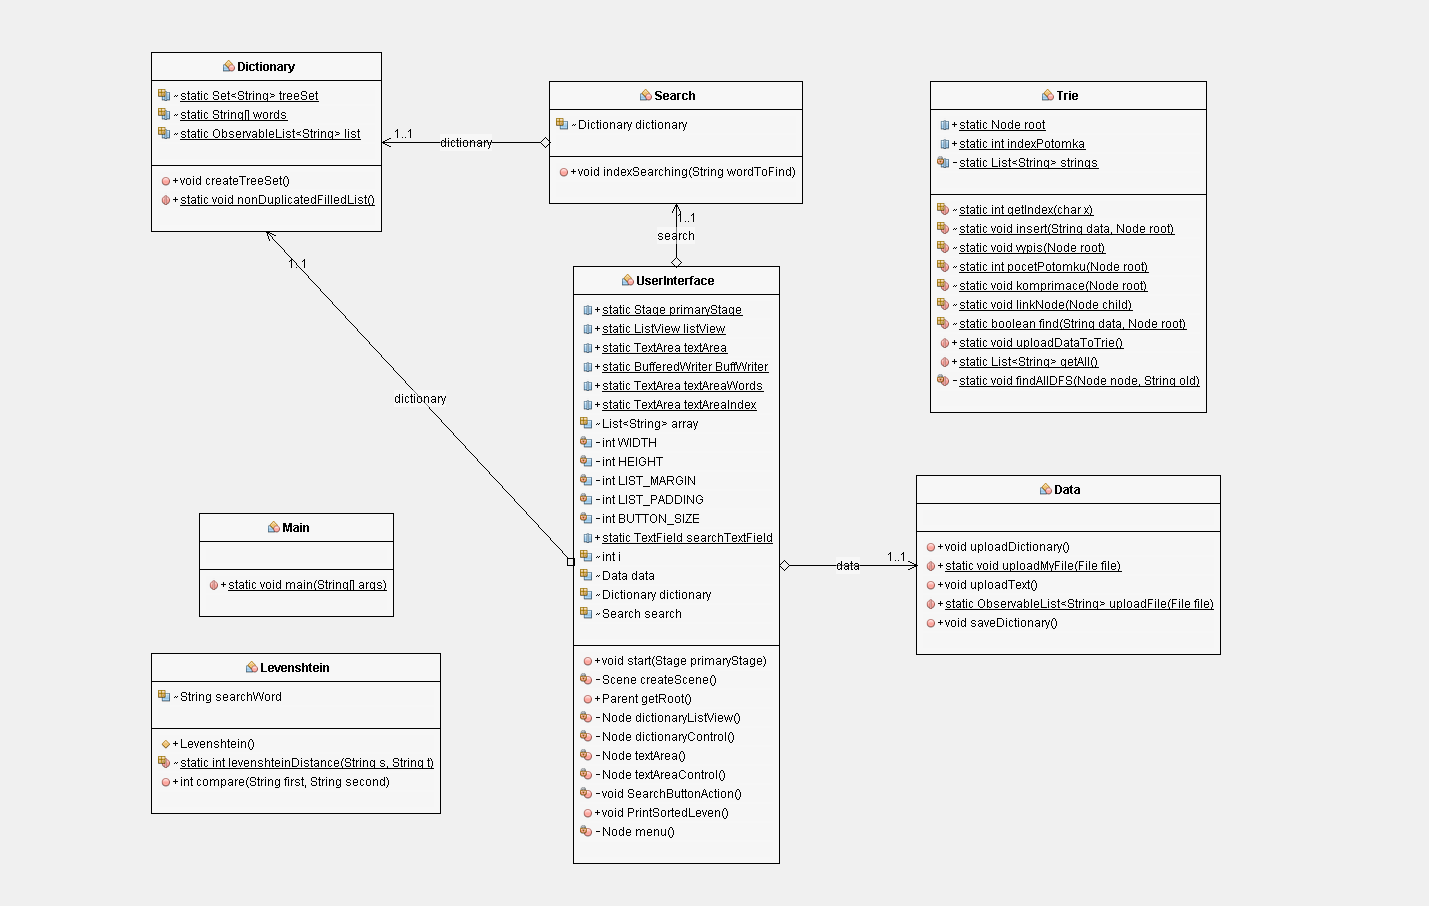 Dictionary
~static Set<String> treeSet
~static String[] words
~static ObservableList<String> list
+void createTreeSet()
+static void nonDuplicatedFilledList()
1..1
dictionary
Search
~Dictionary dictionary
+void indexSearching(String wordToFind)
1..1
search
1..1
dictionary
UserInterface
+static Stage primaryStage
+static ListView listView
+static TextArea textArea
+static BufferedWriter BuffWriter
+static TextArea textAreaWords
+static TextArea textAreaIndex
~List<String> array
-int WIDTH
-int HEIGHT
-int LIST_MARGIN
-int LIST_PADDING
-int BUTTON_SIZE
+static TextField searchTextField
~int i
~Data data
~Dictionary dictionary
~Search search
+void start(Stage primaryStage)
-Scene createScene()
+Parent getRoot()
-Node dictionaryListView()
-Node dictionaryControl()
-Node textArea()
-Node textAreaControl()
-void SearchButtonAction()
+void PrintSortedLeven()
-Node menu()
Trie
+static Node root
+static int indexPotomka
-static List<String> strings
~static int getIndex(char x)
~static void insert(String data, Node root)
~static void vypis(Node root)
~static int pocetPotomku(Node root)
~static void komprimace(Node root)
~static void linkNode(Node child)
~static boolean find(String data, Node root)
+static void uploadDataToTrie()
+static List<String> getAll()
-static void findAllDFS(Node node, String old)
data
1..1
Data
+void uploadDictionary()
+static void uploadMyFile(File file)
+void uploadText()
+static ObservableList<String> uploadFile(File file)
+void saveDictionary()
Main
+static void main(String[] args)
Levenshtein
~String searchWord
+Levenshtein()
~static int levenshteinDistance(String s, String t)
+int compare(String first, String second)